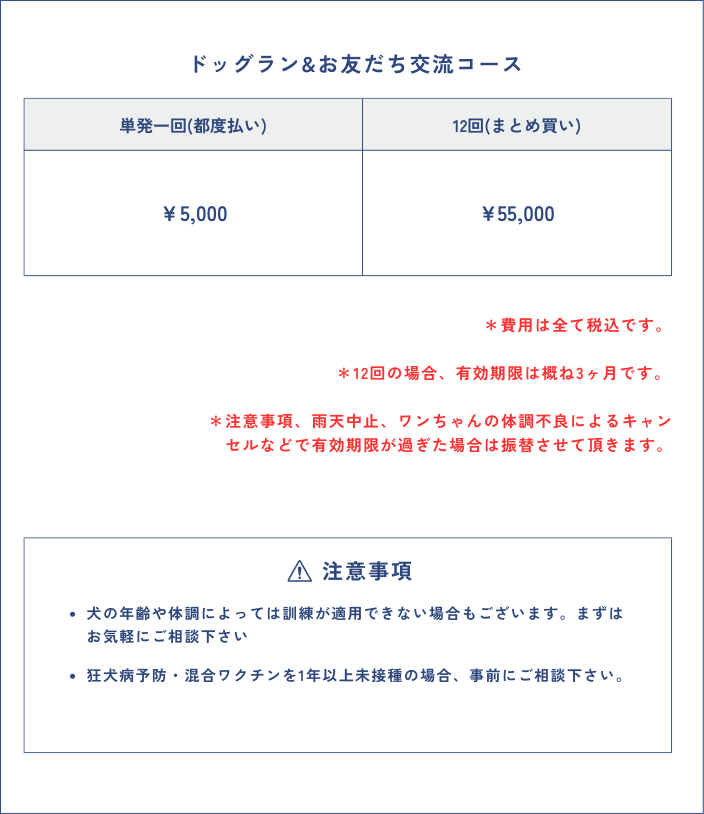 ドッグラン&お友だち交流コース
単発一回(都度払い)
12回(まとめ買い)
￥5,000
¥55,000
＊費用は全て税込です。
＊12回の場合、有効期限は概ね3ヶ月です。
＊注意事項、雨天中止、ワンちゃんの体調不良によるキャン
セルなどで有効期限が過ぎた場合は振替させて頂きます。
注意事項
• 犬の年齢や体調によっては訓練が適用できない場合もございます。まずは
お気軽にご相談下さい
• 狂犬病予防・混合ワクチンを1年以上未接種の場合、事前にご相談下さい。